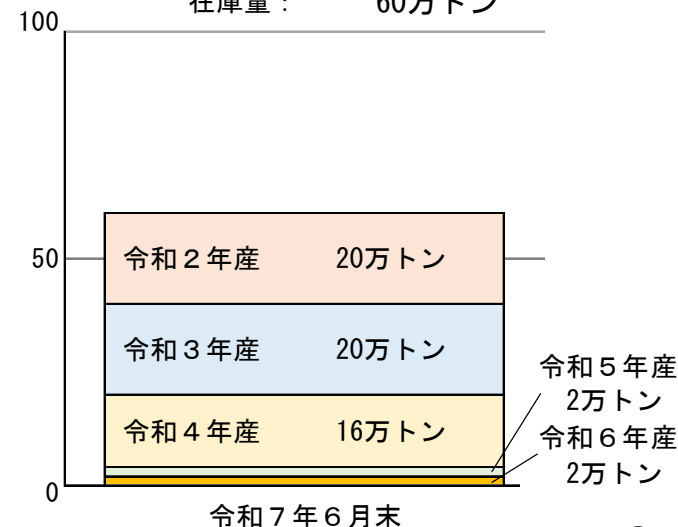 在庫量： 60万トン
100
50
0
令和２年産 20万トン
令和３年産 20万トン
令和４年産 16万トン
令和５年産
2万トン
令和６年産
2万トン
令和７年６月末